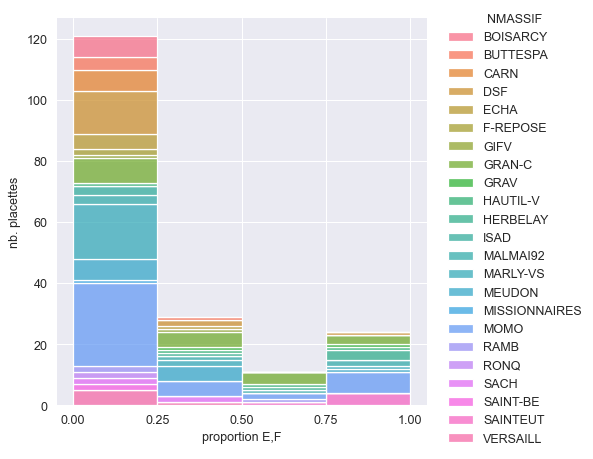 NMASSIF
BOISARCY
BUTTESPA
CARN
DSF
ECHA
F-REPOSE
GIFV
GRAN-C
GRAV
HAUTIL-V
HERBELAY
ISAD
MALMAI92
MARLY-VS
MEUDON
MISSIONNAIRES
MOMO
RAMB
RONQ
SACH
SAINT-BE
SAINTEUT
VERSAILL
nb. placettes
120
100
80
60
40
20
0
0.00 0.25 0.50 0.75 1.00
proportion E,F